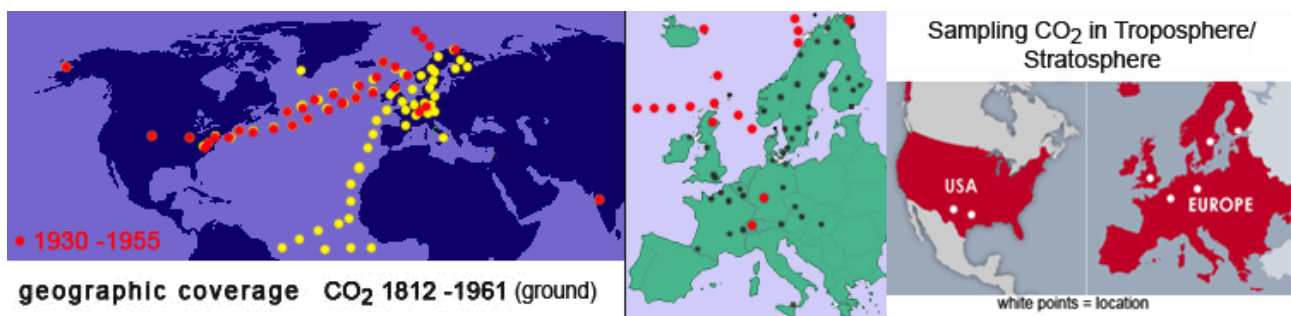 1930 -1955
geographic coverage CO₂ 1812 -1961 (ground)
Sampling CO₂ in Troposphere/
Stratosphere
USA
EUROPE
white points = location